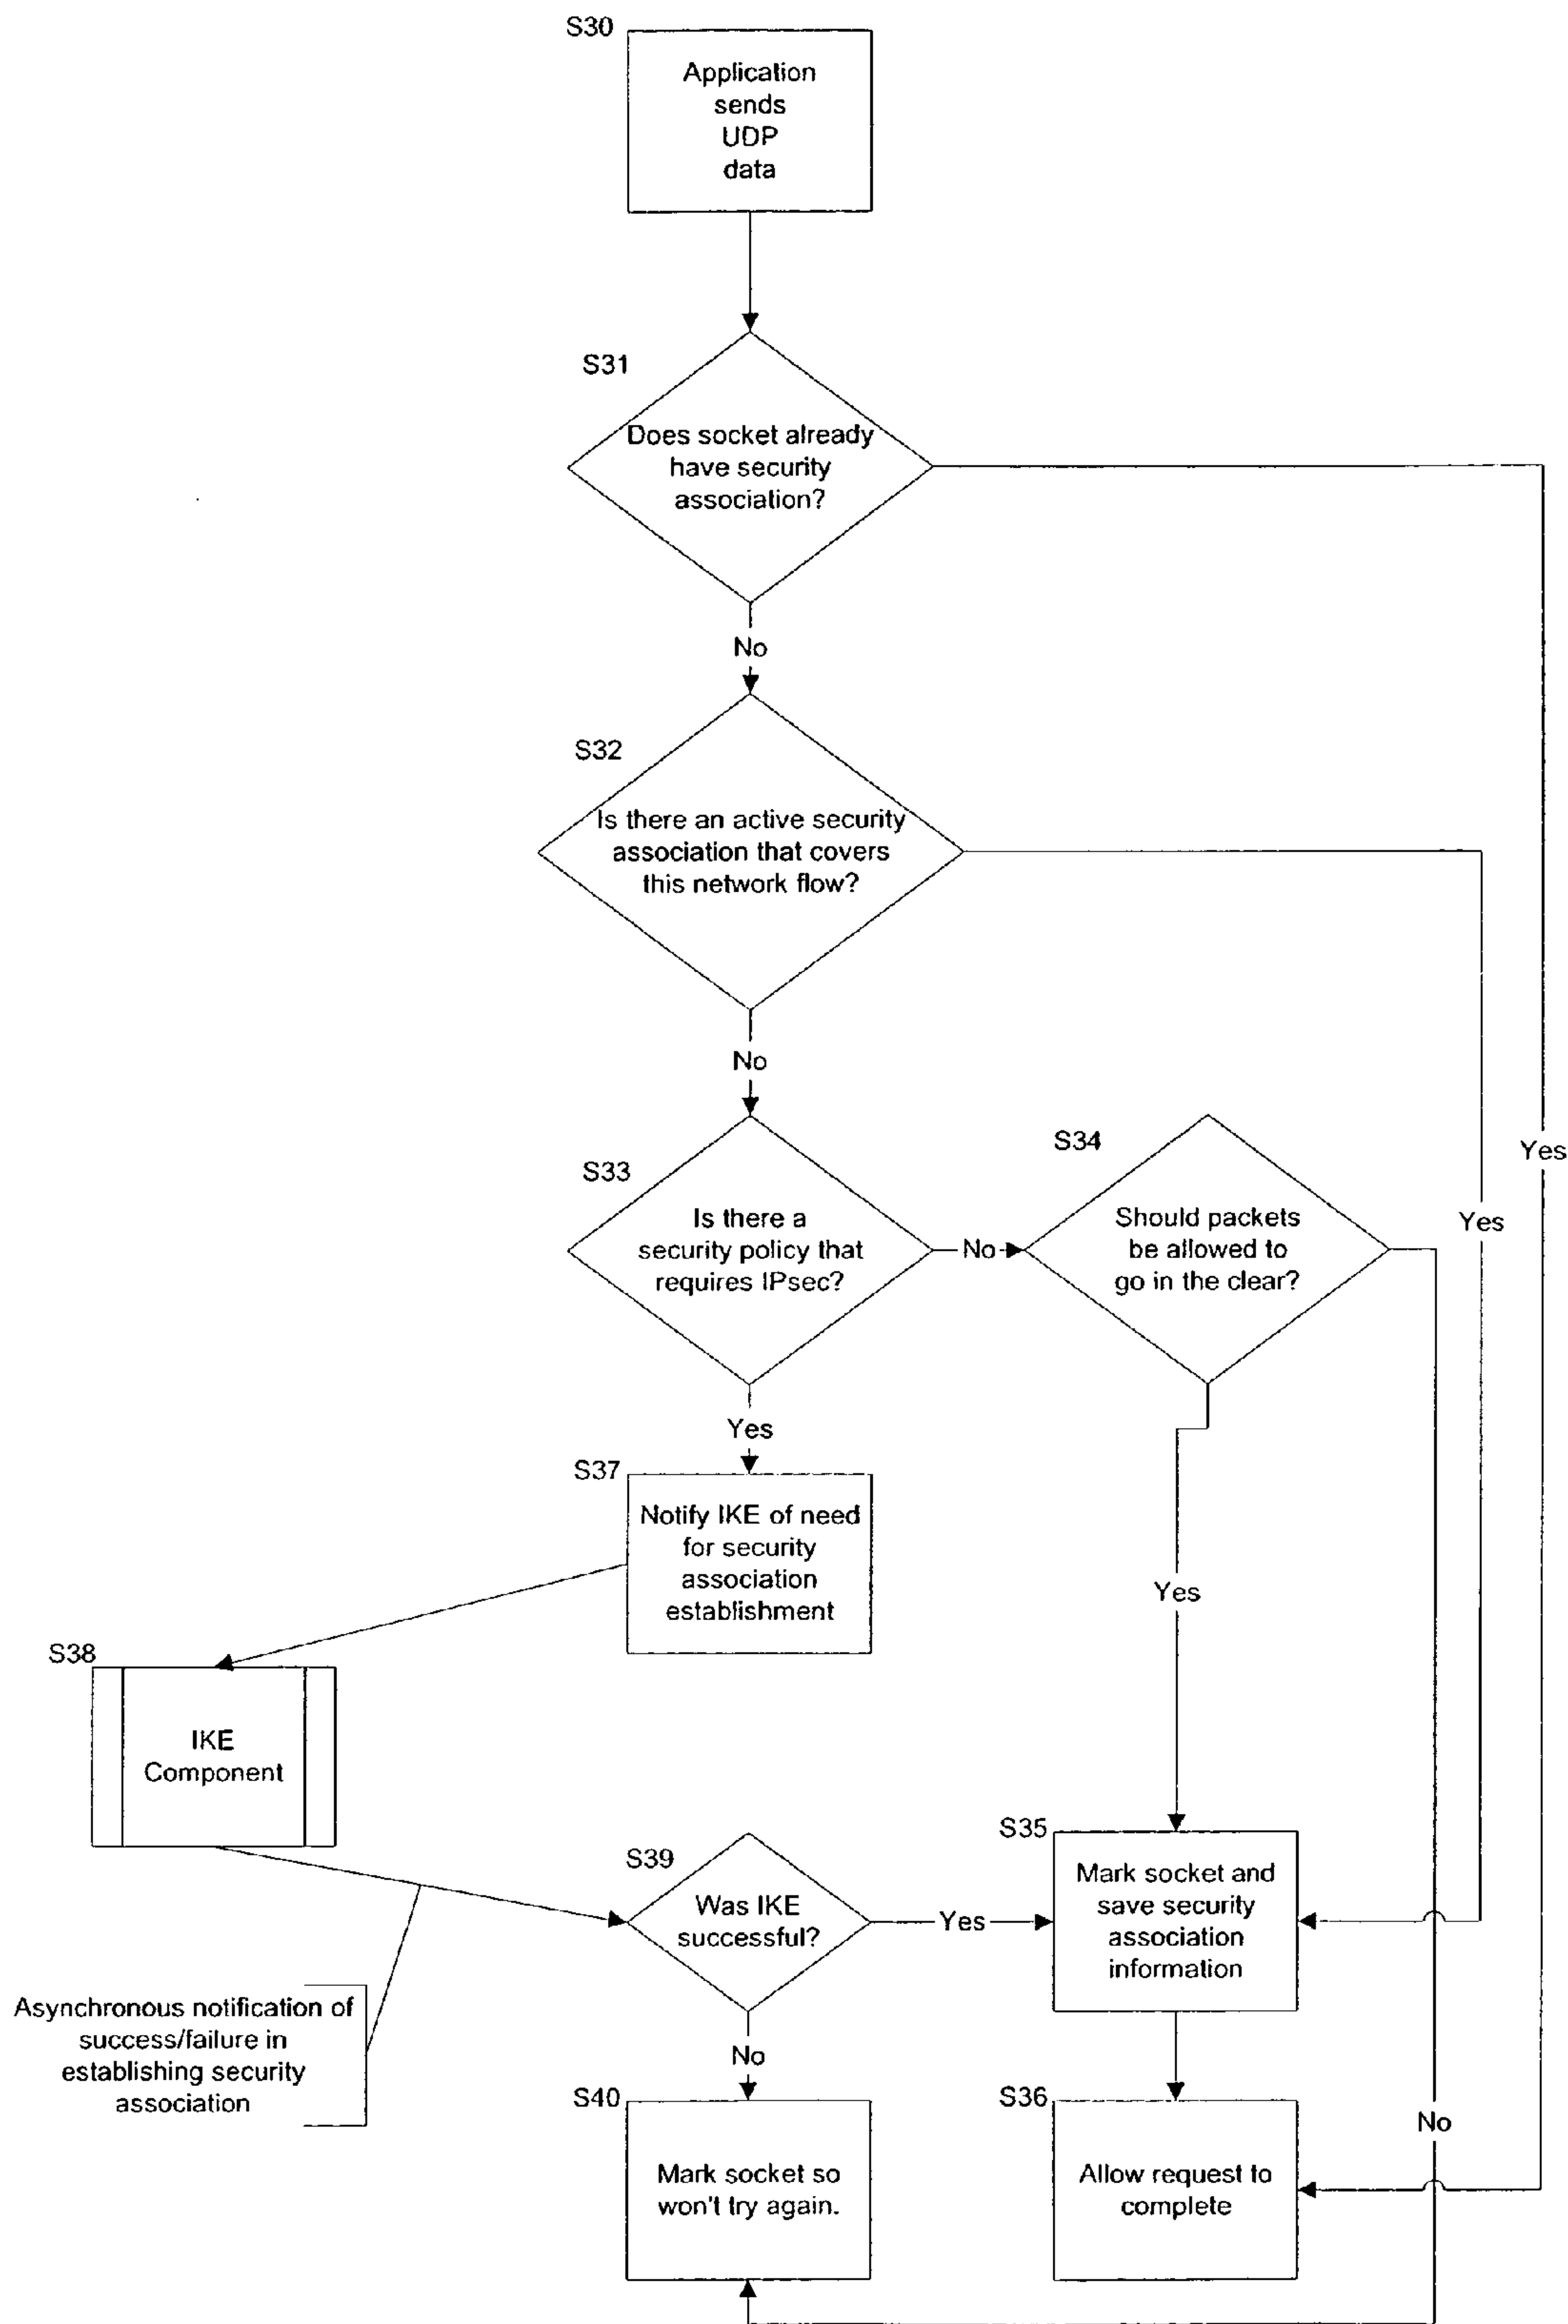 S30
Application
sends
UDP
data
S31
Does socket already
have security
association?
No
S32
Is there an active security
association that covers
this network flow?
No
Yes
Yes
S33
Is there a
security policy that
requires IPsec?
No
S34
Should packets
be allowed to
go in the clear?
Yes
S37
Notify IKE of need
for security
association
establishment
Yes
S38
IKE
Component
S39
Was IKE
successful?
Yes
S35
Mark socket and
save security
association
information
Asynchronous notification of
success/failure in
establishing security
association
No
S40
Mark socket so
won't try again.
S36
Allow request to
complete
No